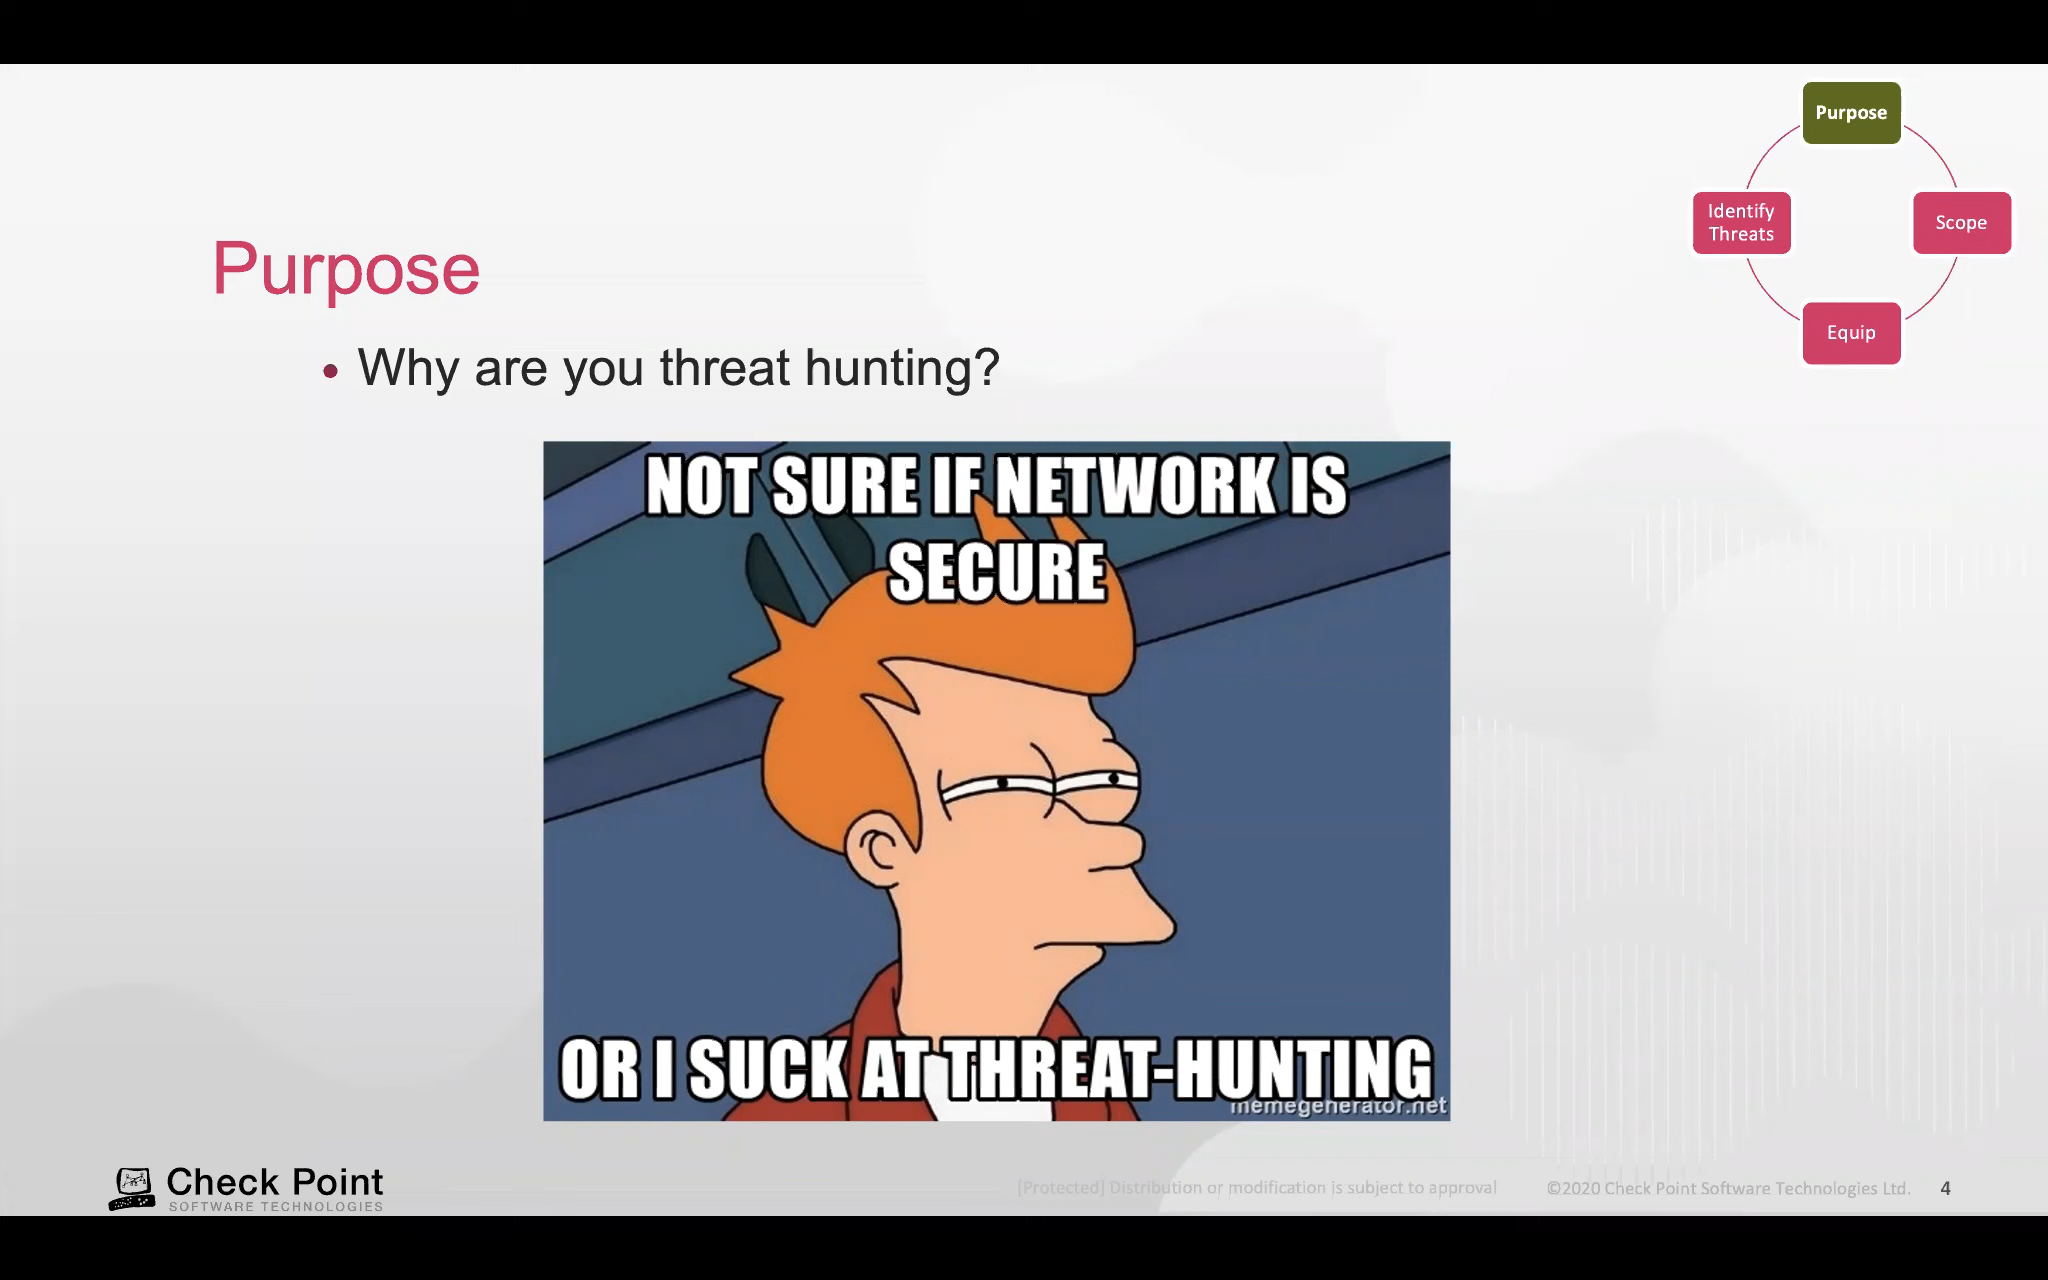 Purpose
Identify
Threats
Scope
Equip
Purpose
• Why are you threat hunting?
NOT SURE IF NETWORK IS
SECURE
OR I SUCK AT THREAT-HUNTING
memegenerator.net
Check Point
SOFTWARE TECHNOLOGIES
[Protected] Distribution or modification is subject to approval
©2020 Check Point Software Technologies Ltd.
4